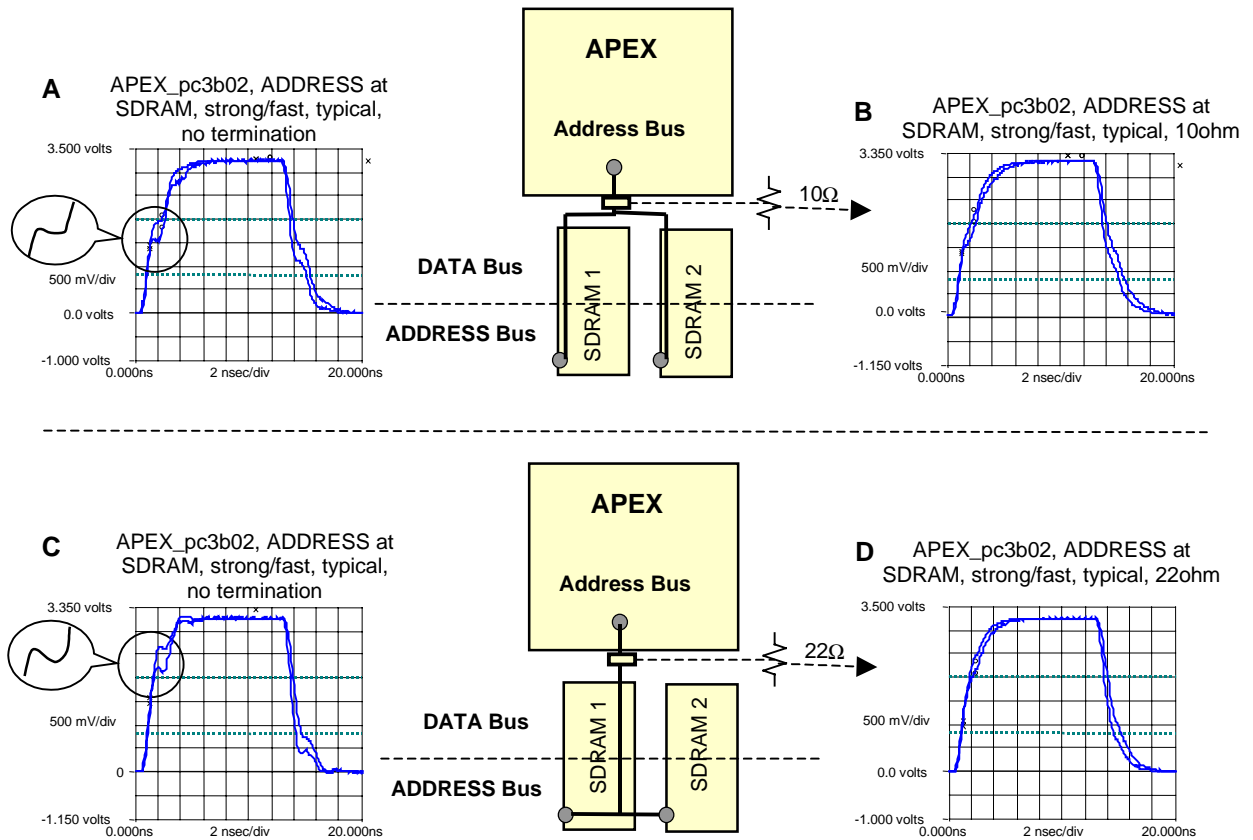 A
APEX_pc3b02, ADDRESS at
SDRAM, strong/fast, typical,
no termination
3.500 volts
500 mV/div
0.0 volts
-1.000 volts
0.000ns
2 nsec/div
20.000ns
APEX
Address Bus
10Ω
DATA Bus
ADDRESS Bus
SDRAM 1
SDRAM 2
B
APEX_pc3b02, ADDRESS at
SDRAM, strong/fast, typical, 10ohm
3.350 volts
500 mV/div
0.0 volts
-1.150 volts
0.000ns
2 nsec/div
20.000ns
C
APEX_pc3b02, ADDRESS at
SDRAM, strong/fast, typical,
no termination
3.350 volts
500 mV/div
0
-1.150 volts
0.000ns
2 nsec/div
20.000ns
APEX
Address Bus
22Ω
DATA Bus
ADDRESS Bus
SDRAM 1
SDRAM 2
D
APEX_pc3b02, ADDRESS at
SDRAM, strong/fast, typical, 22ohm
3.500 volts
500 mV/div
0.0 volts
-1.000 volts
0.000ns
2 nsec/div
20.000ns